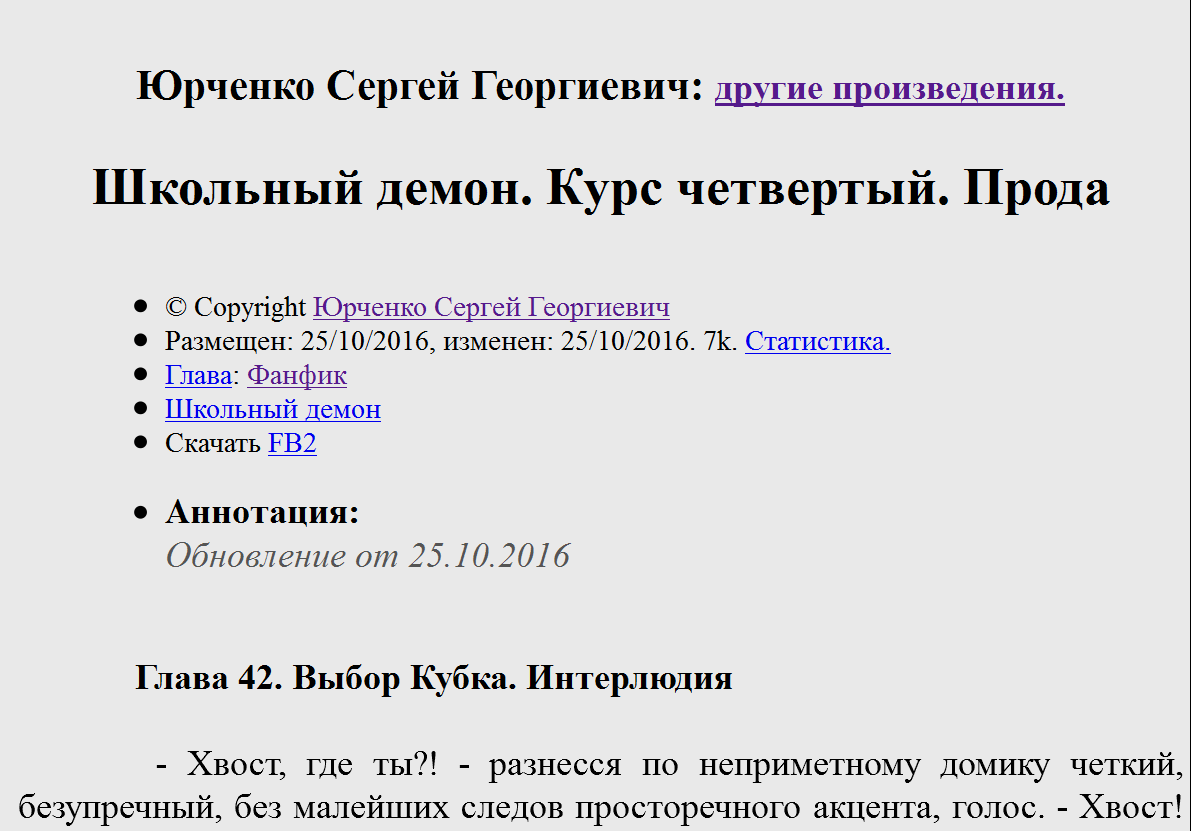 Юрченко Сергей Георгиевич: другие произведения.
Школьный демон. Курс четвертый. Прода
© Copyright Юрченко Сергей Георгиевич
Размещен: 25/10/2016, изменен: 25/10/2016. 7k. Статистика.
Глава: Фанфик
Школьный демон
Скачать FB2
Аннотация:
Обновление от 25.10.2016
Глава 42. Выбор Кубка. Интерлюдия
- Хвост, где ты?! - разнесся по неприметному домику четкий,
безупречный, без малейших следов просторечного акцента, голос. - Хвост!